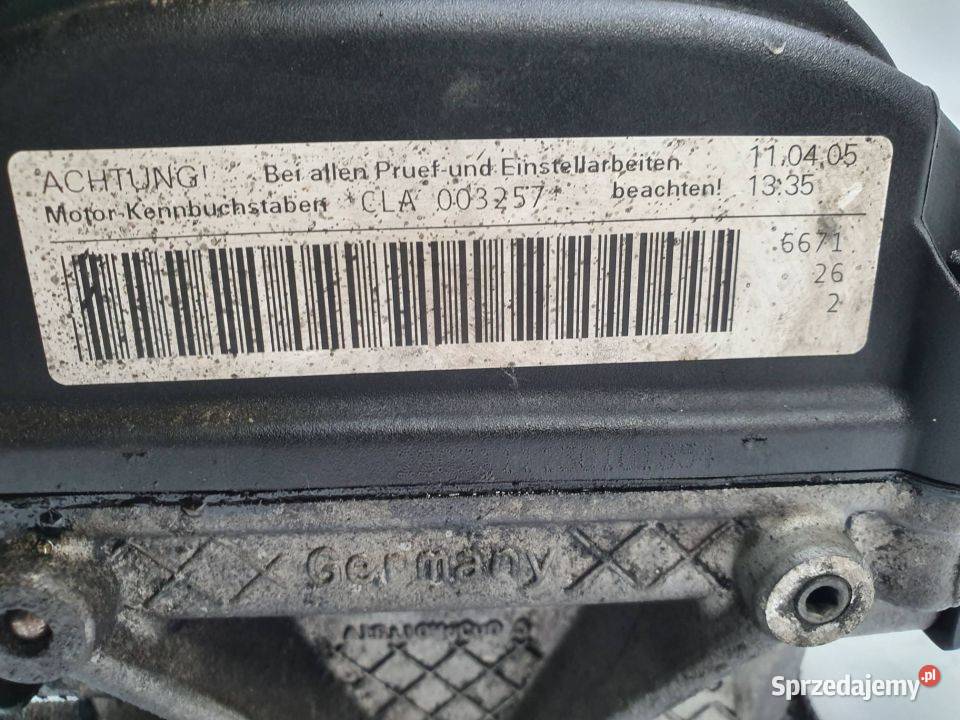 ACHTUNG! Bei allen Pruef-und Einstellarbeiten 11.04.05
Motor-Kennbuchstaben *CLA 003257* beachten! 13:35
6671
26
2
Germany
Sprzedajemy.pl